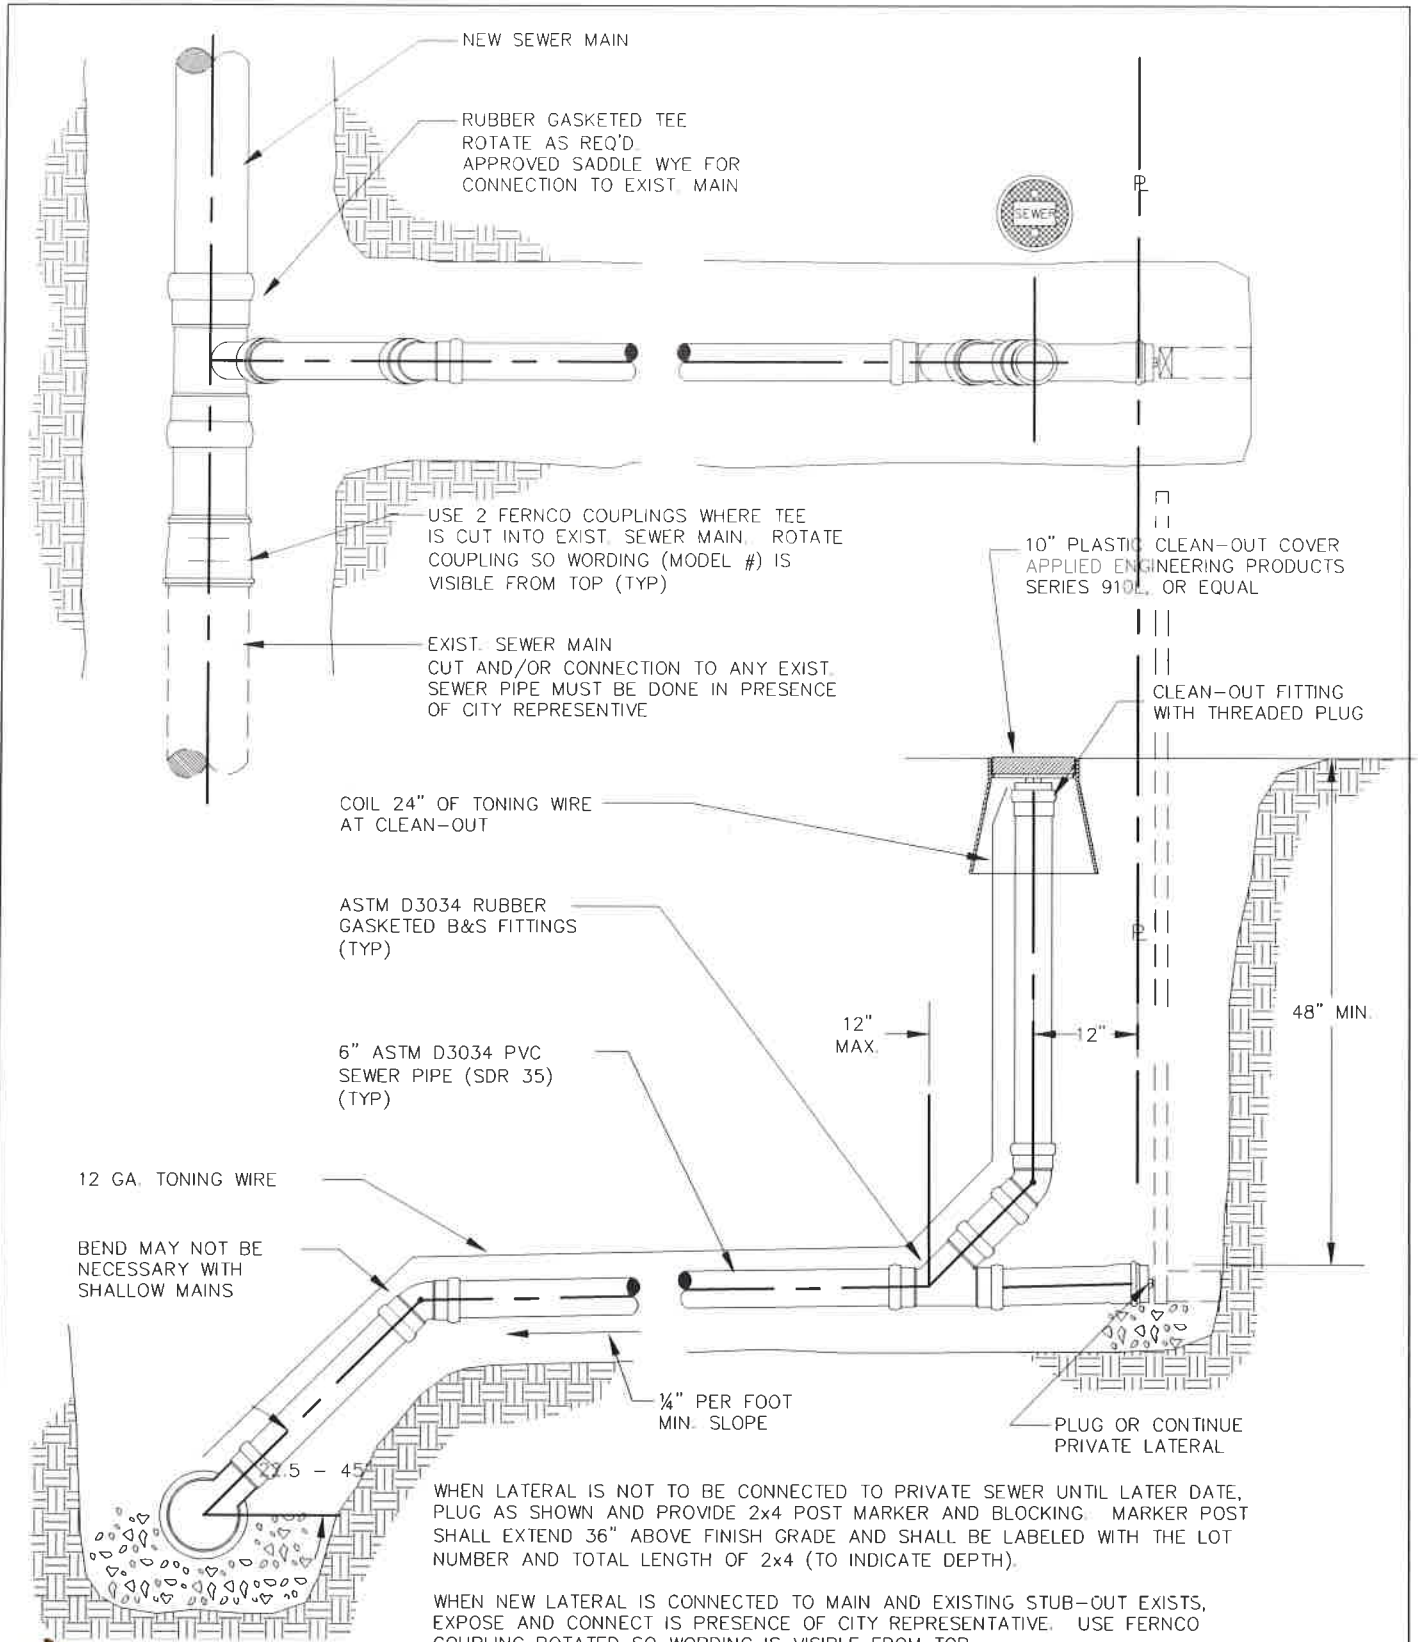 NEW SEWER MAIN
RUBBER GASKETED TEE
ROTATE AS REQ'D.
APPROVED SADDLE WYE FOR
CONNECTION TO EXIST. MAIN
PL
SEWER
USE 2 FERNCO COUPLINGS WHERE TEE
IS CUT INTO EXIST. SEWER MAIN. ROTATE
COUPLING SO WORDING (MODEL #) IS
VISIBLE FROM TOP (TYP)
10" PLASTIC CLEAN-OUT COVER
APPLIED ENGINEERING PRODUCTS
SERIES 910L, OR EQUAL
EXIST. SEWER MAIN
CUT AND/OR CONNECTION TO ANY EXIST.
SEWER PIPE MUST BE DONE IN PRESENCE
OF CITY REPRESENTIVE
CLEAN-OUT FITTING
WITH THREADED PLUG
COIL 24" OF TONING WIRE
AT CLEAN-OUT
ASTM D3034 RUBBER
GASKETED B&S FITTINGS
(TYP)
PL
12"
MAX.
12"
48" MIN.
6" ASTM D3034 PVC
SEWER PIPE (SDR 35)
(TYP)
12 GA. TONING WIRE
BEND MAY NOT BE
NECESSARY WITH
SHALLOW MAINS
¼" PER FOOT
MIN. SLOPE
PLUG OR CONTINUE
PRIVATE LATERAL
22.5 - 45°
WHEN LATERAL IS NOT TO BE CONNECTED TO PRIVATE SEWER UNTIL LATER DATE,
PLUG AS SHOWN AND PROVIDE 2x4 POST MARKER AND BLOCKING. MARKER POST
SHALL EXTEND 36" ABOVE FINISH GRADE AND SHALL BE LABELED WITH THE LOT
NUMBER AND TOTAL LENGTH OF 2x4 (TO INDICATE DEPTH).
WHEN NEW LATERAL IS CONNECTED TO MAIN AND EXISTING STUB-OUT EXISTS,
EXPOSE AND CONNECT IS PRESENCE OF CITY REPRESENTATIVE. USE FERNCO
COUPLING ROTATED SO WORDING IS VISIBLE FROM TOP